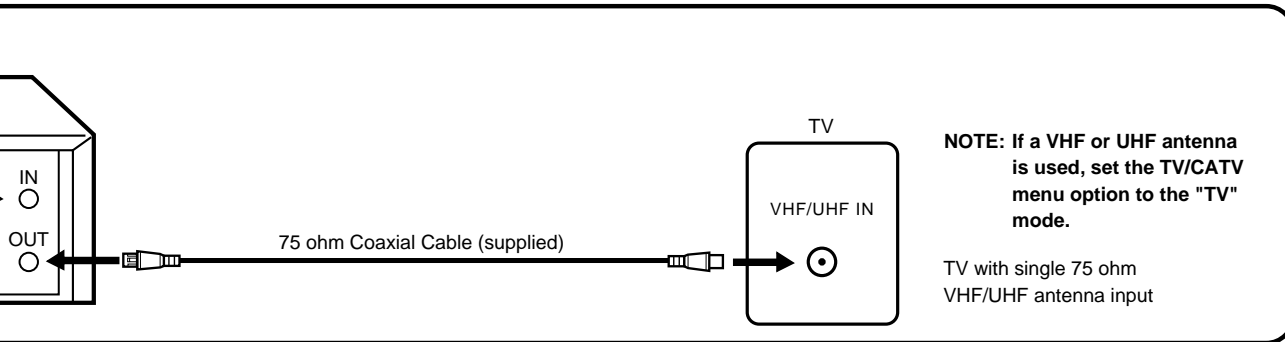 IN
OUT
75 ohm Coaxial Cable (supplied)
TV
VHF/UHF IN
NOTE: If a VHF or UHF antenna
is used, set the TV/CATV
menu option to the "TV"
mode.
TV with single 75 ohm
VHF/UHF antenna input